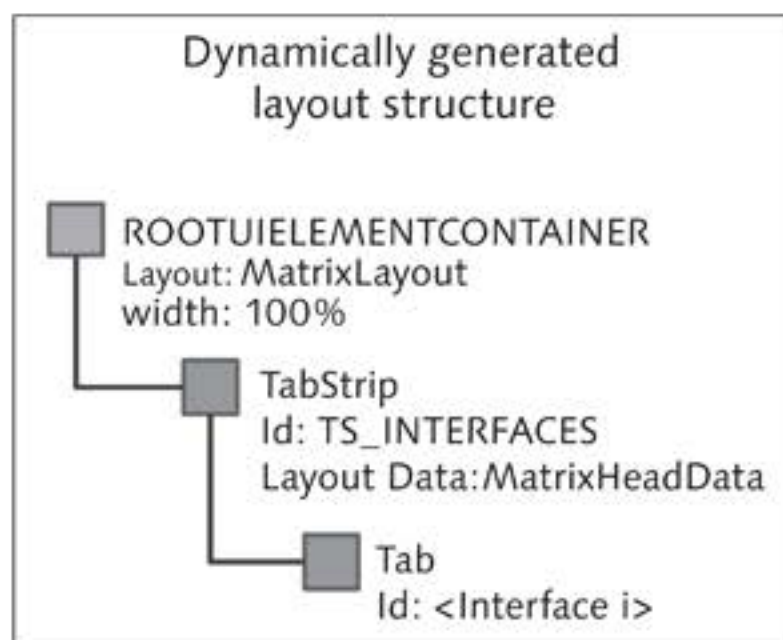 Dynamically generated
layout structure
ROOTUIELEMENTCONTAINER
Layout: MatrixLayout
width: 100%
TabStrip
Id: TS_INTERFACES
Layout Data:MatrixHeadData
Tab
Id: <Interface i>